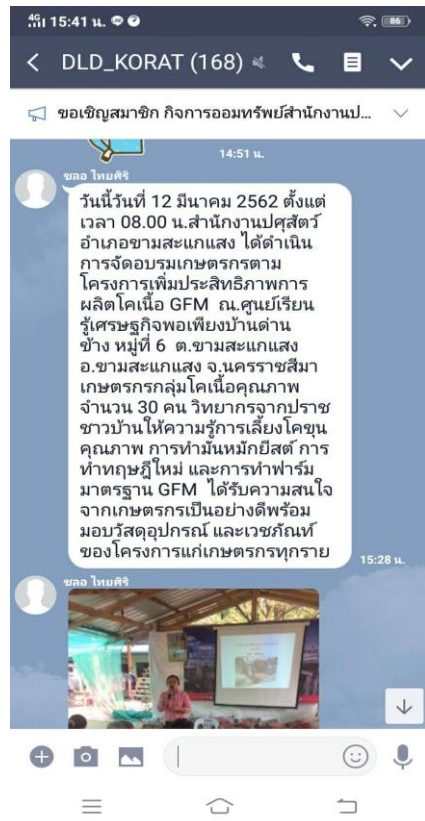 4G 15:41 น.
86
DLD_KORAT (168)
ขอเชิญสมาชิก กิจการออมทรัพย์สำนักงานป...
14:51 น.
ชลอ ไทยศิริ
วันนี้วันที่ 12 มีนาคม 2562 ตั้งแต่
เวลา 08.00 น.สำนักงานปศุสัตว์
อำเภอขามสะแกแสง ได้ดำเนิน
การจัดอบรมเกษตรกรตาม
โครงการเพิ่มประสิทธิภาพการ
ผลิตโคเนื้อ GFM ณ.ศูนย์เรียน
รู้เศรษฐกิจพอเพียงบ้านด่าน
ช้าง หมู่ที่ 6 ต.ขามสะแกแสง
อ.ขามสะแกแสง จ.นครราชสีมา
เกษตรกรกลุ่มโคเนื้อคุณภาพ
จำนวน 30 คน วิทยากรจากปราช
ชาวบ้านให้ความรู้การเลี้ยงโคขุน
คุณภาพ การทำมันหมักยีสต์ การ
ทำทฤษฎีใหม่ และการทำฟาร์ม
มาตรฐาน GFM ได้รับความสนใจ
จากเกษตรกรเป็นอย่างดีพร้อม
มอบวัสดุอุปกรณ์ และเวชภัณฑ์
ของโครงการแก่เกษตรกรทุกราย
15:28 น.
ชลอ ไทยศิริ